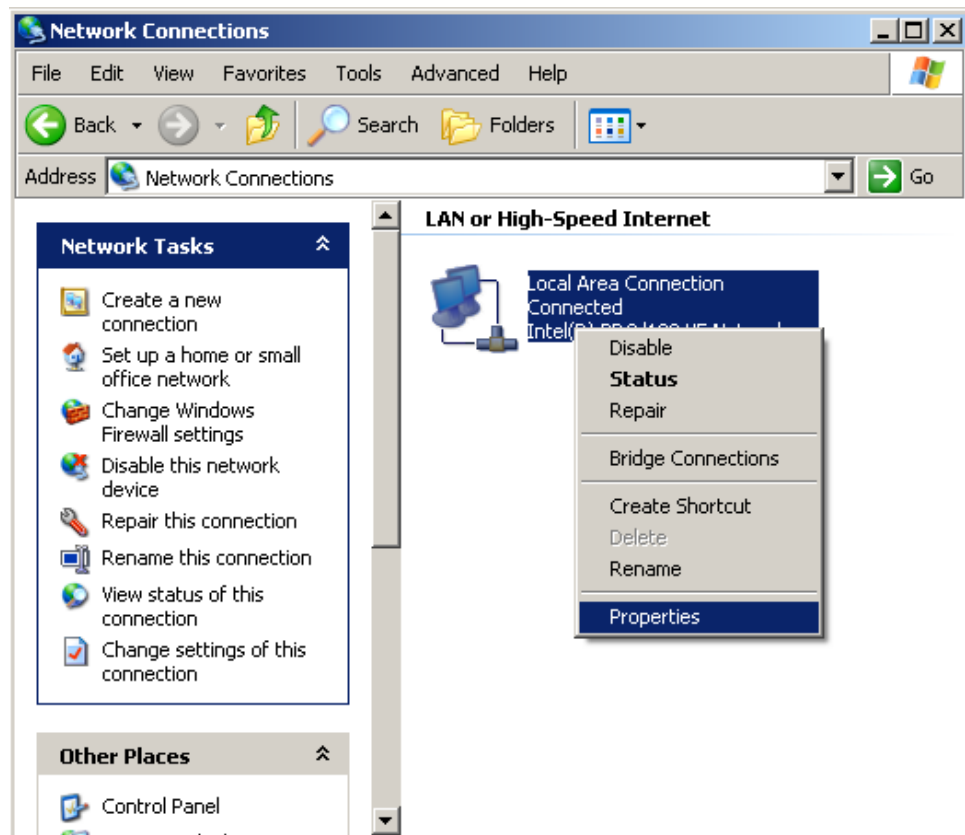 Network Connections
File Edit View Favorites Tools Advanced Help
Back Search Folders
Address Network Connections Go
Network Tasks
Create a new
connection
Set up a home or small
office network
Change Windows
Firewall settings
Disable this network
device
Repair this connection
Rename this connection
View status of this
connection
Change settings of this
connection
Other Places
Control Panel
LAN or High-Speed Internet
Local Area Connection
Connected
Disable
Status
Repair
Bridge Connections
Create Shortcut
Delete
Rename
Properties